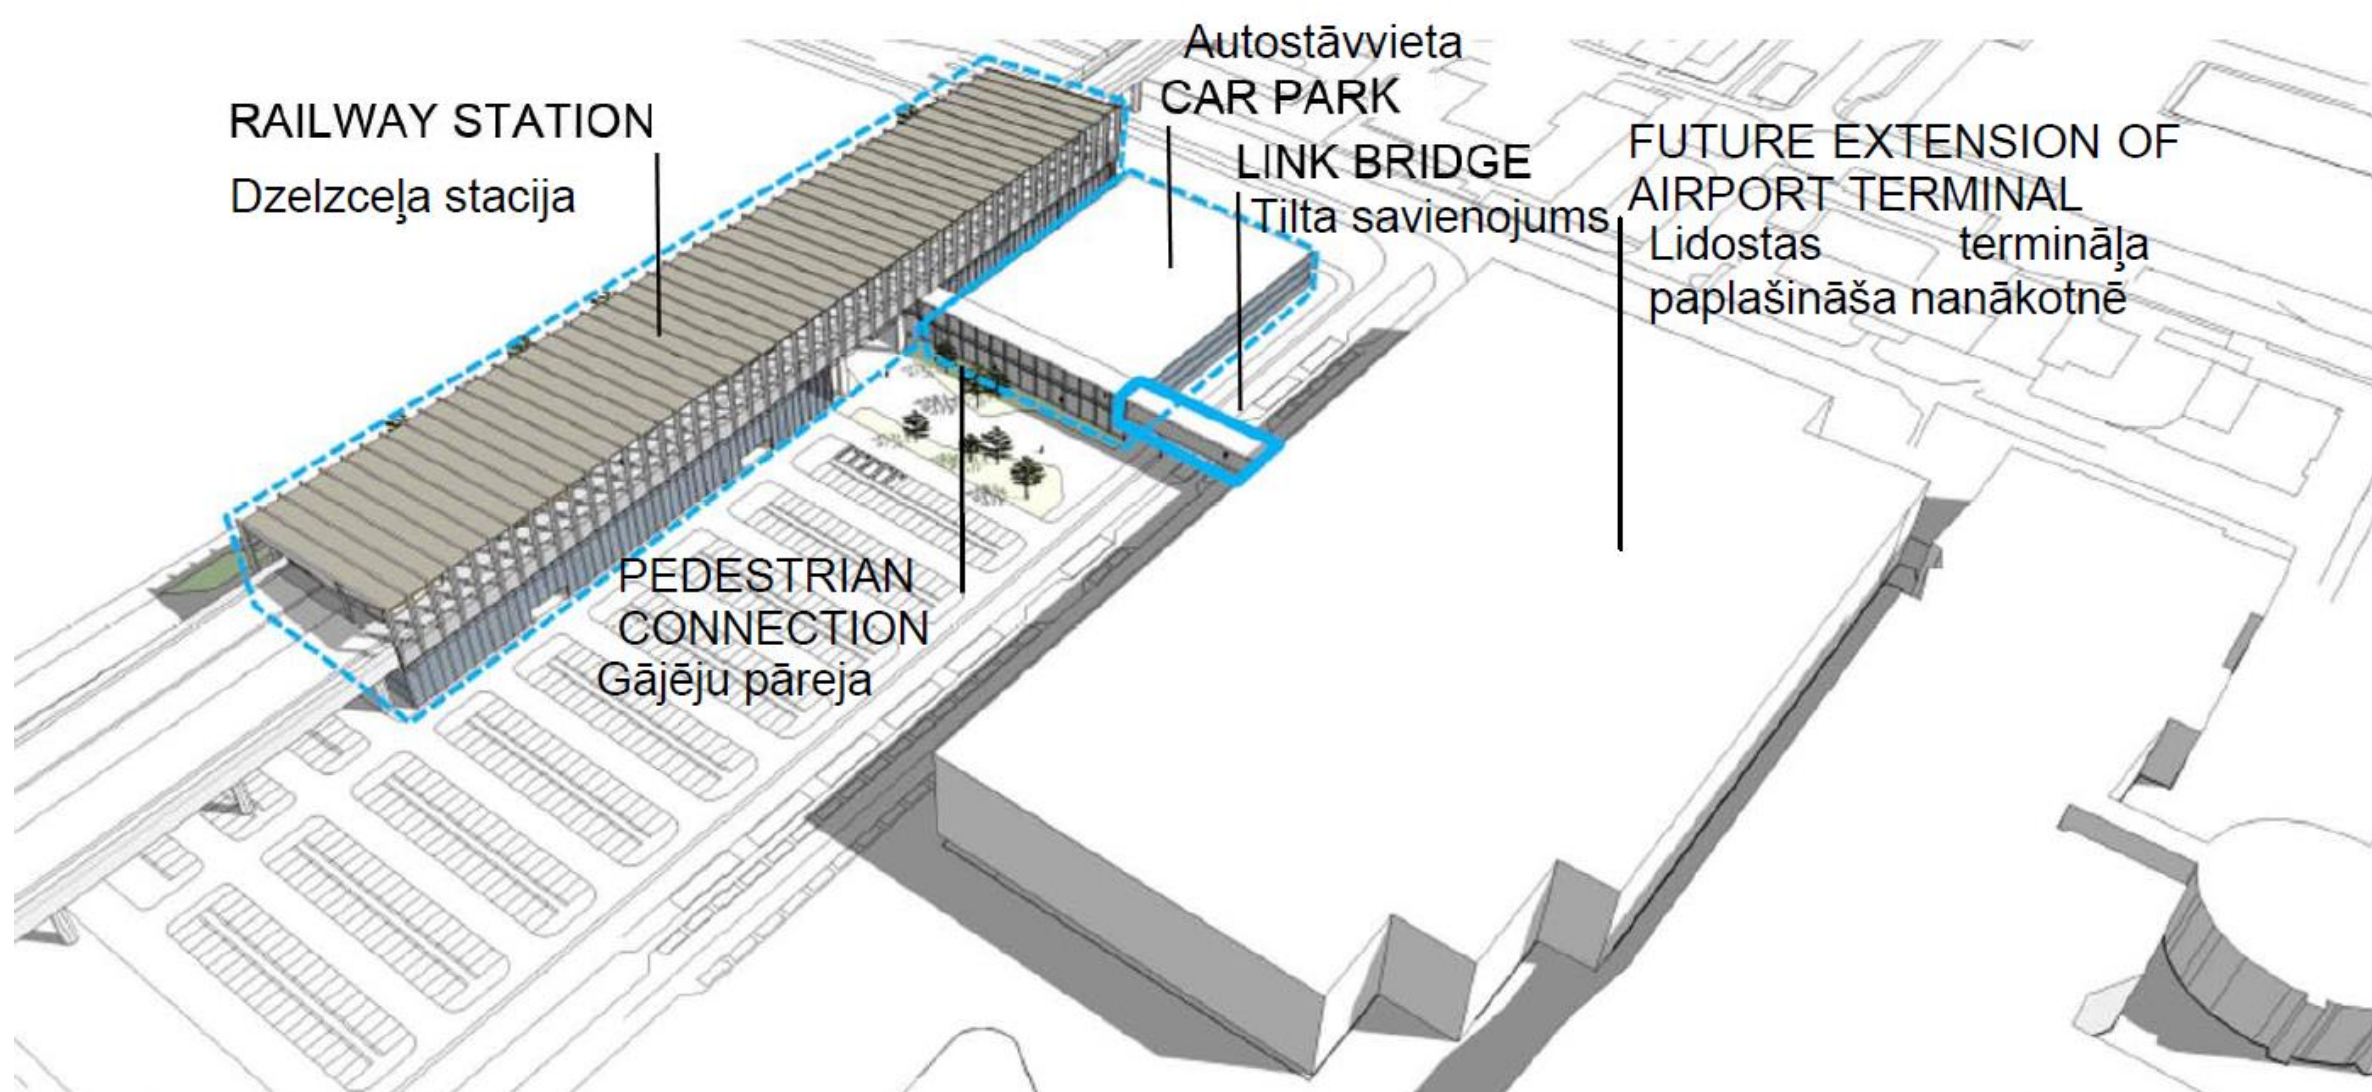 RAILWAY STATION
Dzelzceļa stacija
Autostāvvieta
CAR PARK
LINK BRIDGE
Tilta savienojums
FUTURE EXTENSION OF
AIRPORT TERMINAL
Lidostas termināļa
paplašināša nanākotnē
PEDESTRIAN
CONNECTION
Gājēju pāreja